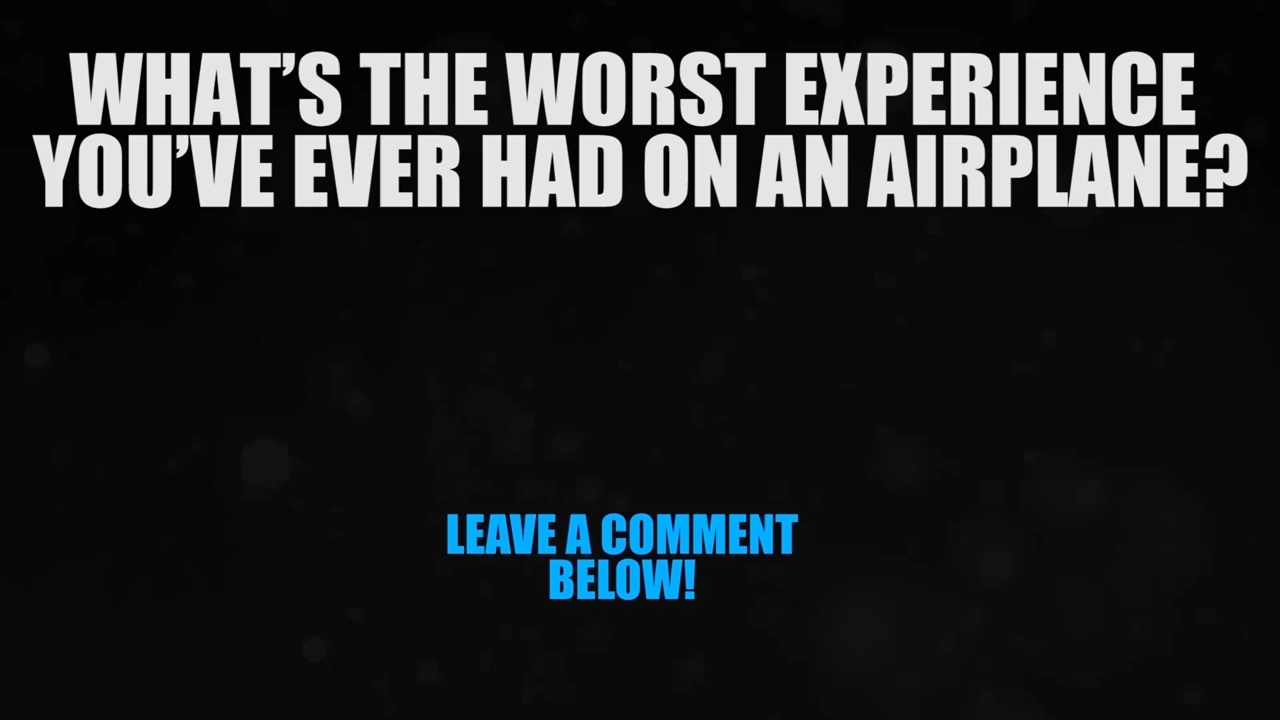 WHAT’S THE WORST EXPERIENCE
YOU’VE EVER HAD ON AN AIRPLANE?
LEAVE A COMMENT
BELOW!